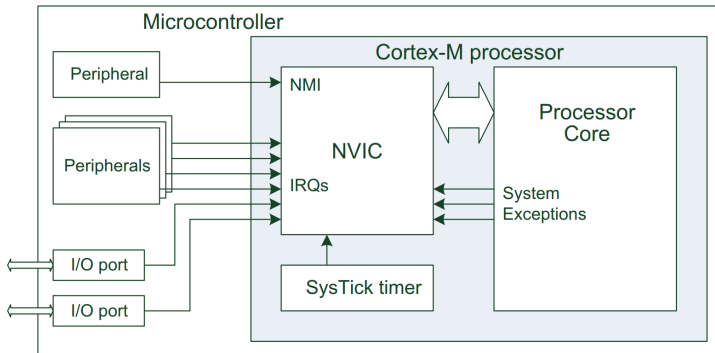 Microcontroller
Cortex-M processor
Peripheral
NMI
Processor
Core
NVIC
Peripherals
IRQs
System
Exceptions
I/O port
SysTick timer
I/O port